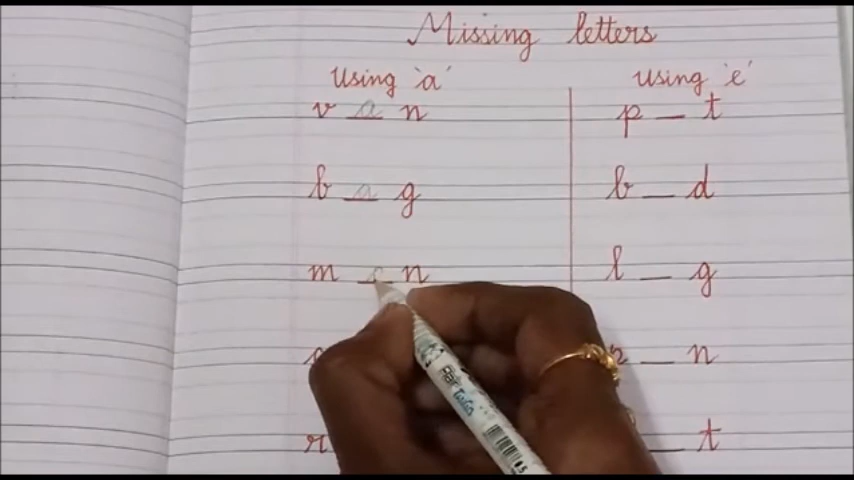 Missing letters
Using 'a' using 'e'
v a n p _ t
b a g b _ d
m _ n l _ g
_ n
r _ t